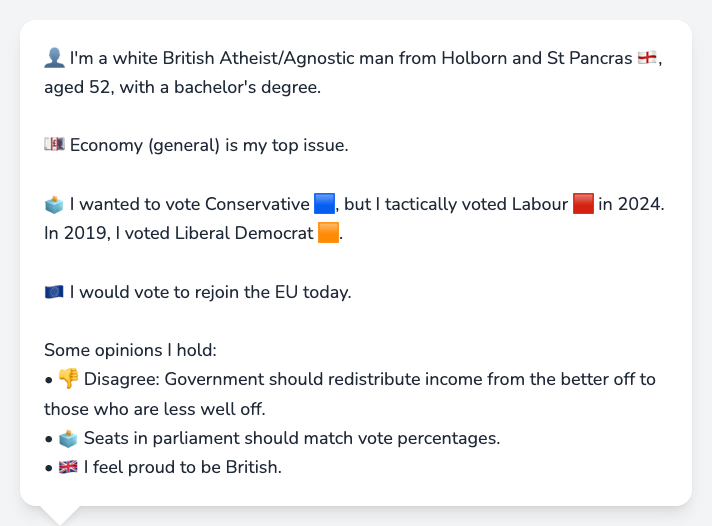 👤 I'm a white British Atheist/Agnostic man from Holborn and St Pancras 🏴󠁧󠁢󠁥󠁮󠁧󠁿,
aged 52, with a bachelor's degree.
💷 Economy (general) is my top issue.
🗳️ I wanted to vote Conservative 🟦, but I tactically voted Labour 🟥 in 2024.
In 2019, I voted Liberal Democrat 🟧.
🇪🇺 I would vote to rejoin the EU today.
Some opinions I hold:
• 👎 Disagree: Government should redistribute income from the better off to
those who are less well off.
• 🗳️ Seats in parliament should match vote percentages.
• 🇬🇧 I feel proud to be British.